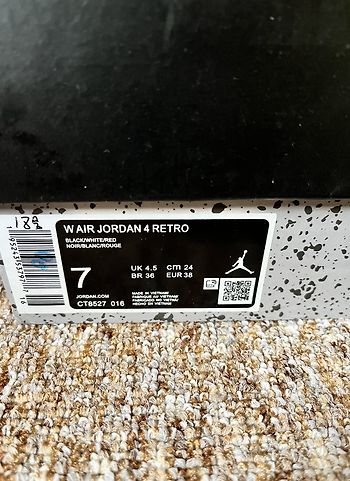 W AIR JORDAN 4 RETRO
BLACK/WHITE/RED
NOIR/BLANC/ROUGE
7
UK 4.5 cm 24
BR 36 EUR 38
JORDAN.COM
CT8527 016
MADE IN VIETNAM
FABRIQUÉ AU VIETNAM
FABRICADO NO VIETNÃ
HECHO EN VIETNAM